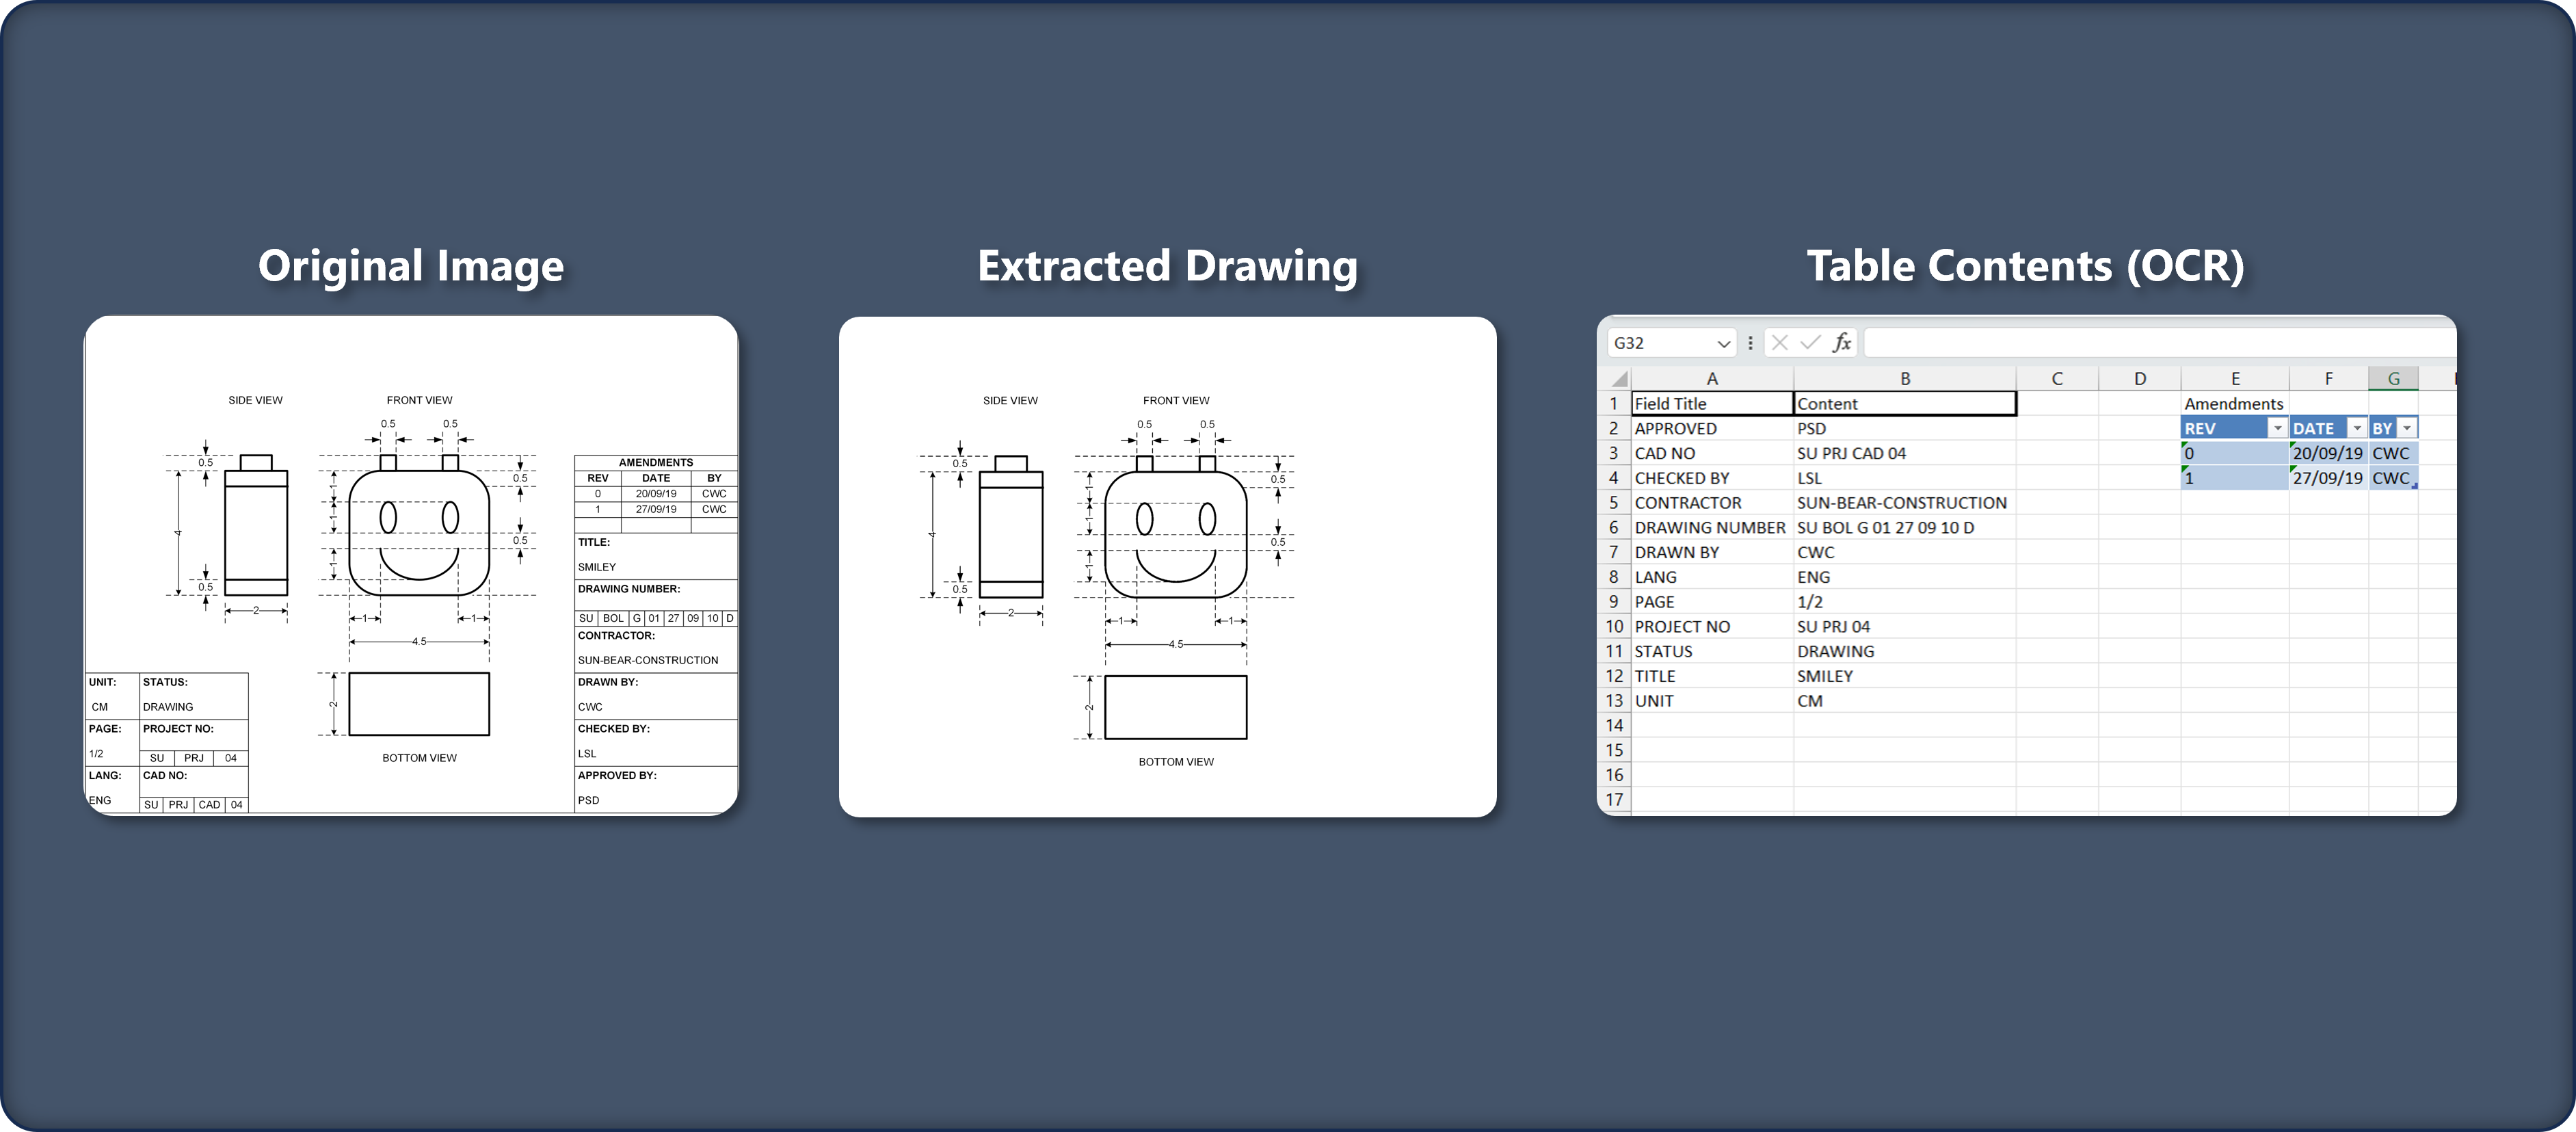 Original Image
SIDE VIEW FRONT VIEW
0.5 0.5
0.5 0.5
1
4 1
0.5
1
0.5
2 1 1
4.5
2
BOTTOM VIEW
AMENDMENTS
REV DATE BY
0 20/09/19 CWC
1 27/09/19 CWC
TITLE:
SMILEY
DRAWING NUMBER:
SU BOL G 01 27 09 10 D
CONTRACTOR:
SUN-BEAR-CONSTRUCTION
DRAWN BY:
CWC
CHECKED BY:
LSL
APPROVED BY:
PSD
UNIT: STATUS:
CM DRAWING
PAGE: PROJECT NO:
1/2 SU PRJ 04
LANG: CAD NO:
ENG SU PRJ CAD 04
Extracted Drawing
SIDE VIEW FRONT VIEW
0.5 0.5
0.5 0.5
1
4 1
0.5
1
0.5
2 1 1
4.5
2
BOTTOM VIEW
Table Contents (OCR)
G32 fx
A B C D E F G
1 Field Title Content Amendments
2 APPROVED PSD REV DATE BY
3 CAD NO SU PRJ CAD 04 0 20/09/19 CWC
4 CHECKED BY LSL 1 27/09/19 CWC
5 CONTRACTOR SUN-BEAR-CONSTRUCTION
6 DRAWING NUMBER SU BOL G 01 27 09 10 D
7 DRAWN BY CWC
8 LANG ENG
9 PAGE 1/2
10 PROJECT NO SU PRJ 04
11 STATUS DRAWING
12 TITLE SMILEY
13 UNIT CM
14
15
16
17